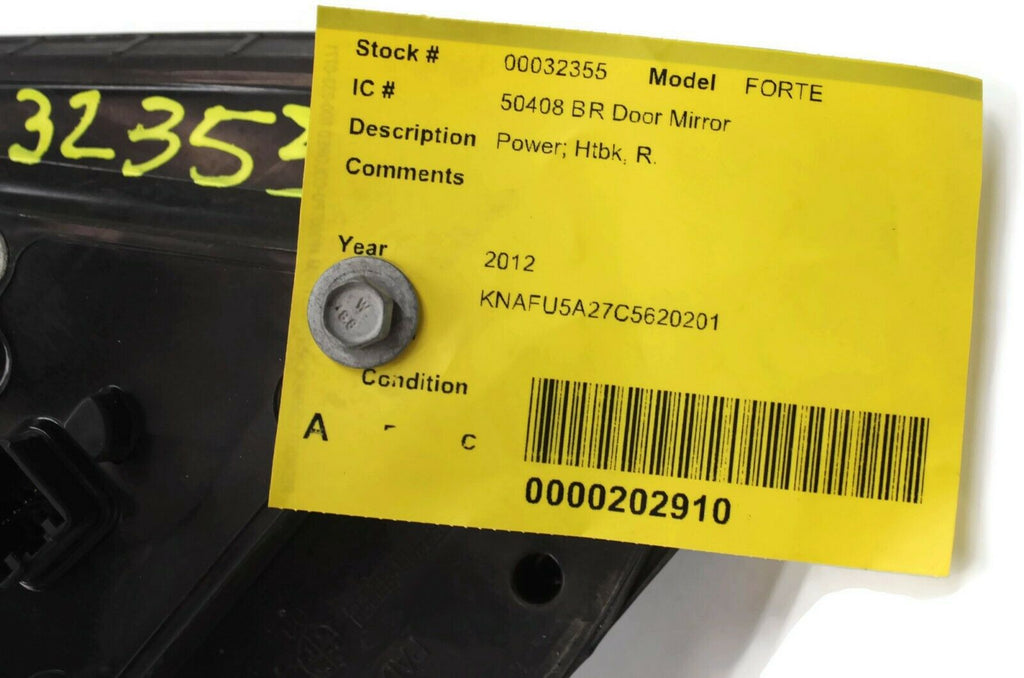 Stock # 00032355 Model FORTE
IC # 50408 BR Door Mirror
Description Power; Htbk, R.
Comments
Year 2012
KNAFU5A27C5620201
Condition
A C
0000202910
3235